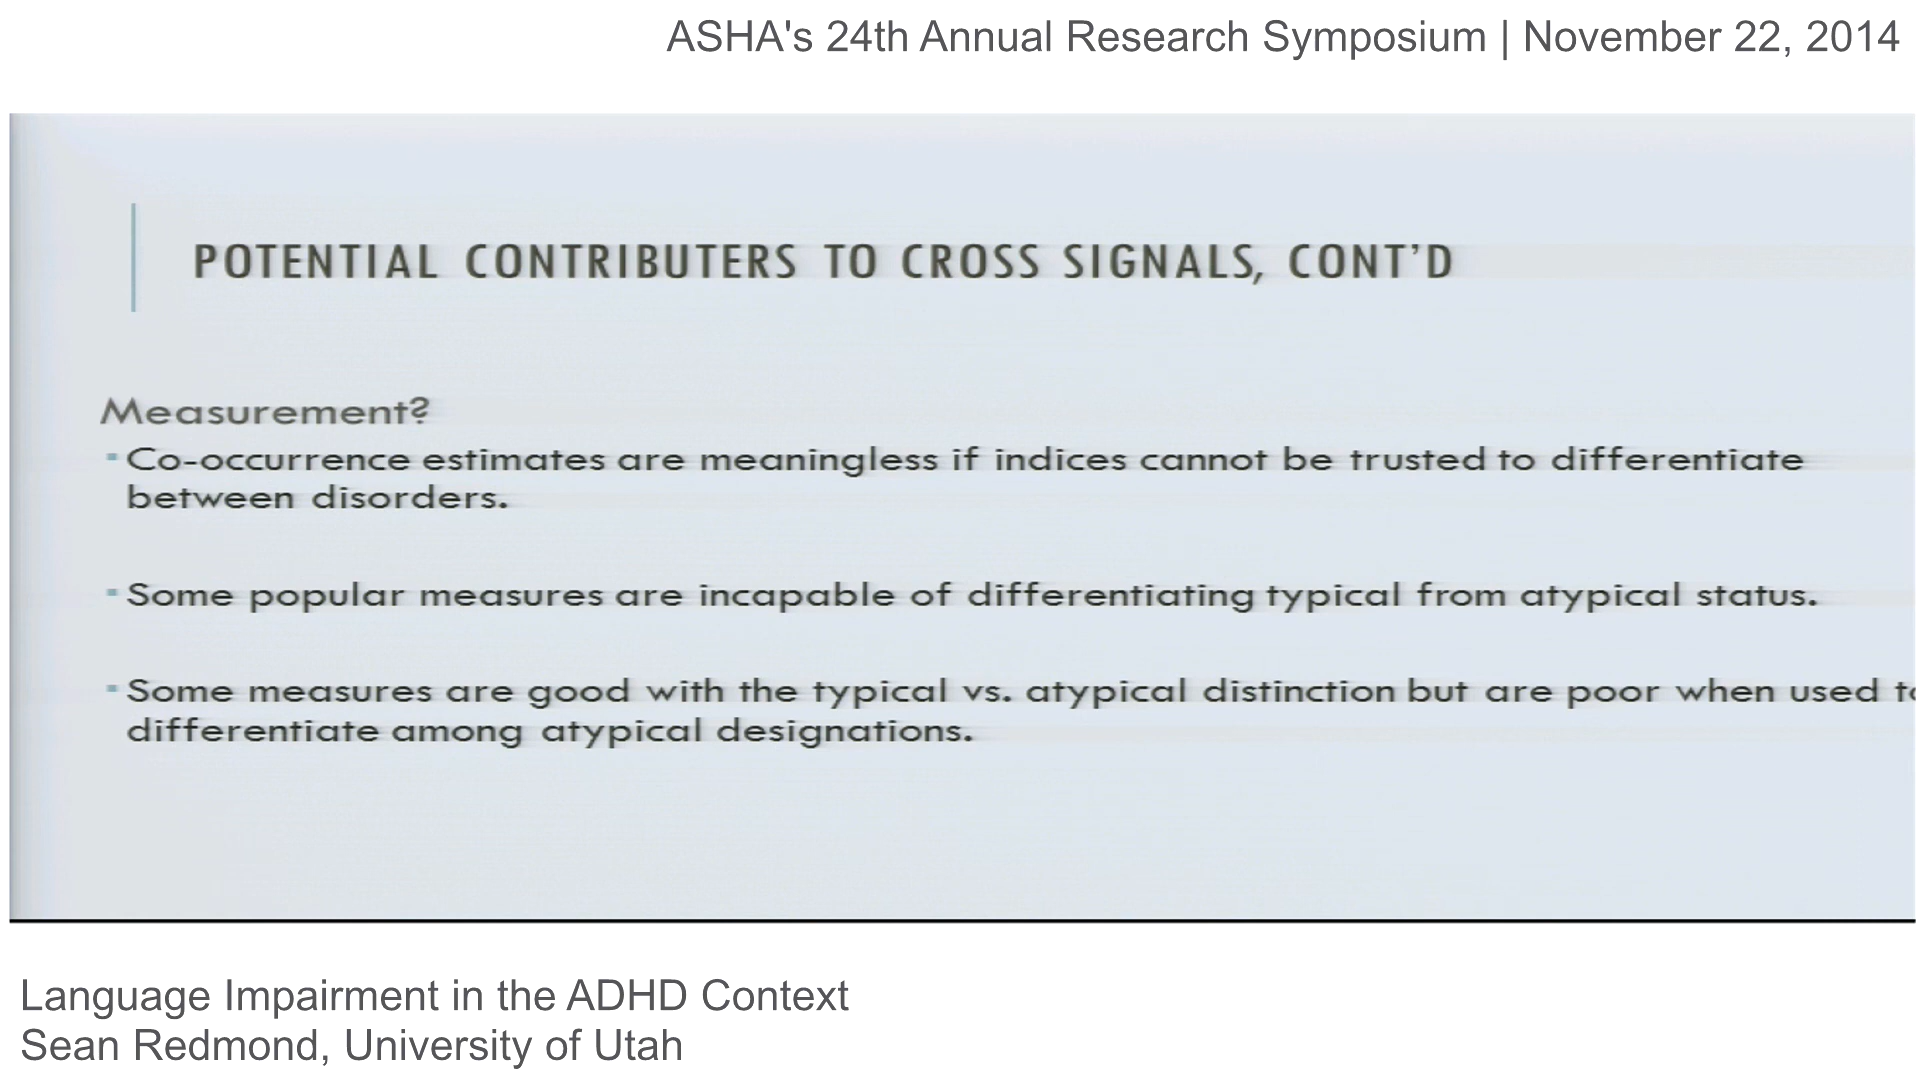 ASHA's 24th Annual Research Symposium | November 22, 2014
POTENTIAL CONTRIBUTERS TO CROSS SIGNALS, CONT'D
Measurement?
▪ Co-occurrence estimates are meaningless if indices cannot be trusted to differentiate
between disorders.
▪ Some popular measures are incapable of differentiating typical from atypical status.
▪ Some measures are good with the typical vs. atypical distinction but are poor when used
differentiate among atypical designations.
Language Impairment in the ADHD Context
Sean Redmond, University of Utah